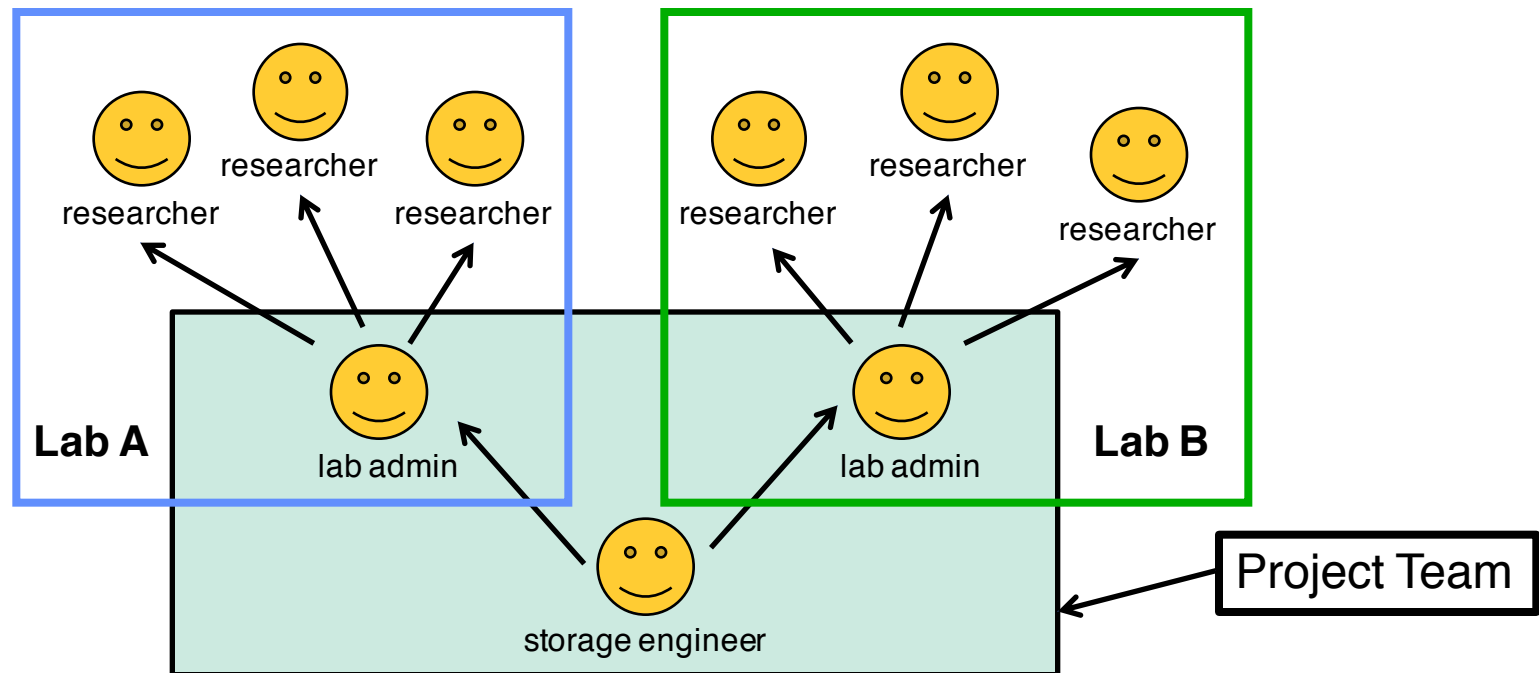 researcher
researcher
researcher
researcher
researcher
researcher
Lab A
lab admin
lab admin
Lab B
storage engineer
Project Team